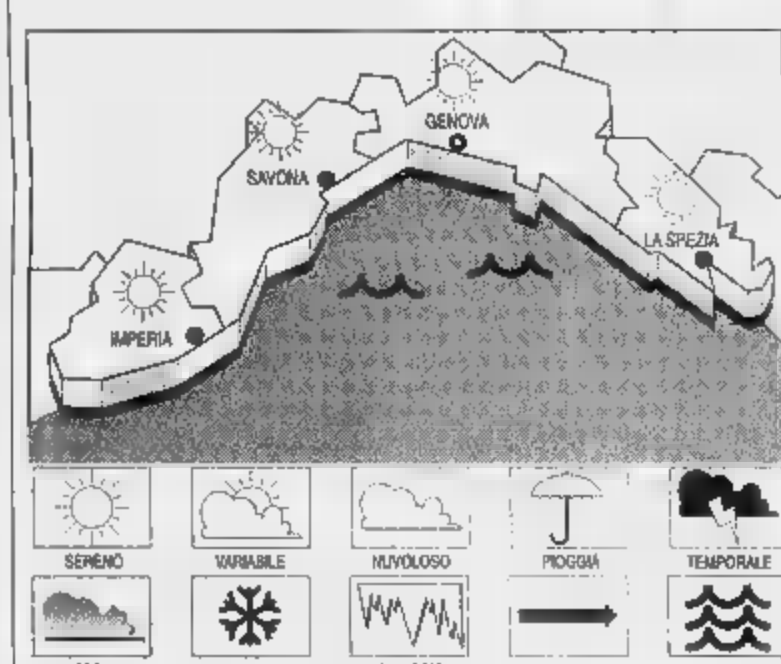 GENOVA
SAVONA
LA SPEZIA
IMPERIA
SERENO VARIABILE NUVOLOSO PIOGGIA TEMPORALE